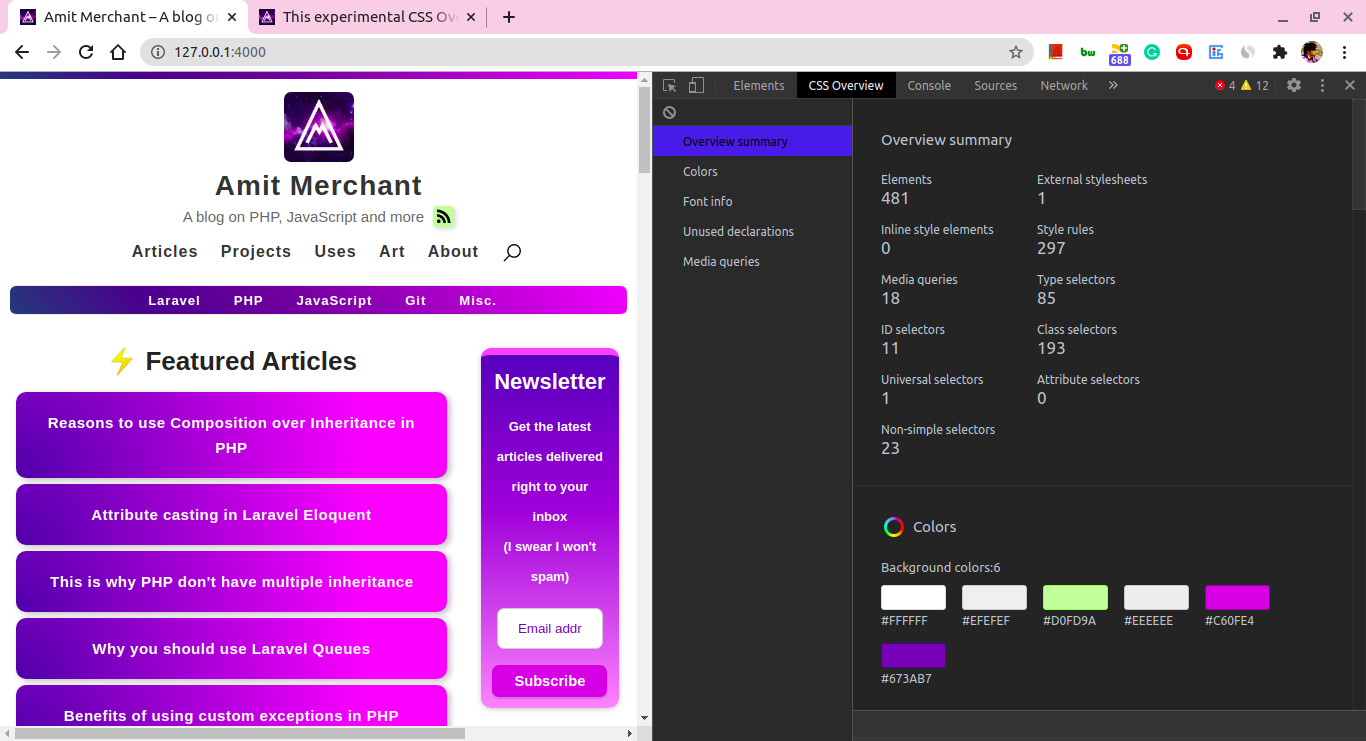 Amit Merchant – A blog o
This experimental CSS Ov
127.0.0.1:4000
688
Amit Merchant
A blog on PHP, JavaScript and more
Articles Projects Uses Art About
Laravel PHP JavaScript Git Misc.
⚡ Featured Articles
Reasons to use Composition over Inheritance in
PHP
Attribute casting in Laravel Eloquent
This is why PHP don't have multiple inheritance
Why you should use Laravel Queues
Benefits of using custom exceptions in PHP
Newsletter
Get the latest
articles delivered
right to your
inbox
(I swear I won't
spam)
Email addr
Subscribe
Elements CSS Overview Console Sources Network » 4 12
Overview summary
Colors
Font info
Unused declarations
Media queries
Overview summary
Elements
481
External stylesheets
1
Inline style elements
0
Style rules
297
Media queries
18
Type selectors
85
ID selectors
11
Class selectors
193
Universal selectors
1
Attribute selectors
0
Non-simple selectors
23
Colors
Background colors:6
#FFFFFF #EFEFEF #D0FD9A #EEEEEE #C60FE4
#673AB7